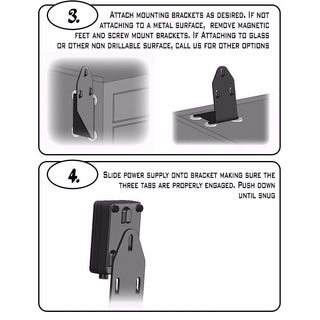 3.
Attach mounting brackets as desired. If not
attaching to a metal surface, remove magnetic
feet and screw mount brackets. If Attaching to glass
or other non drillable surface, call us for other options
4.
Slide power supply onto bracket making sure the
three tabs are properly engaged. Push down
until snug